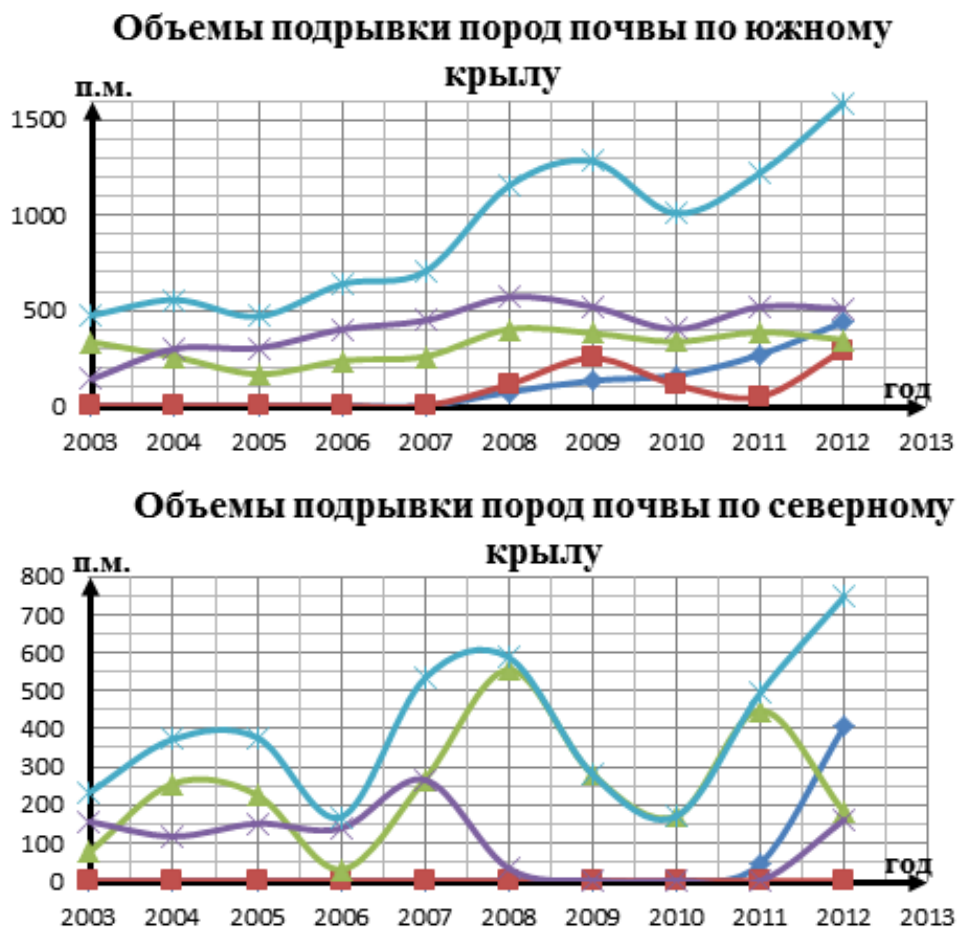 Объемы подрывки пород почвы по южному
крылу
п.м.
1500
1000
500
0
год
2003 2004 2005 2006 2007 2008 2009 2010 2011 2012 2013
Объемы подрывки пород почвы по северному
крылу
п.м.
800
700
600
500
400
300
200
100
0
год
2003 2004 2005 2006 2007 2008 2009 2010 2011 2012 2013